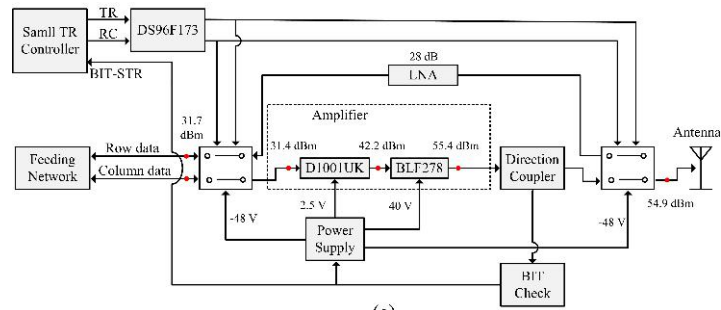 TR
Samll TR
Controller
DS96F173
RC
28 dB
LNA
BIT-STR
31.7
dBm
Amplifier
Antenna
Row data
31.4 dBm
42.2 dBm
55.4 dBm
Feeding
Network
Column data
D1001UK
BLF278
Direction
Coupler
54.9 dBm
-48 V
2.5 V
40 V
-48 V
Power
Supply
BIT
Check